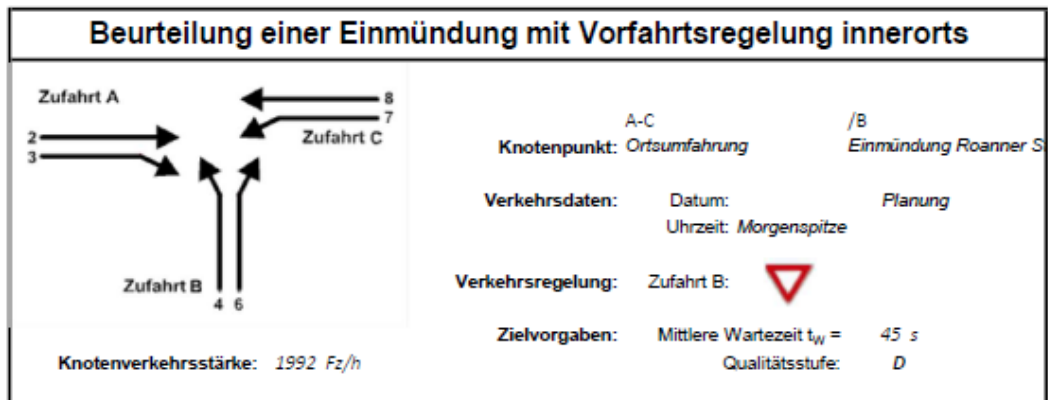 Beurteilung einer Einmündung mit Vorfahrtsregelung innerorts
Zufahrt A
8
7
Zufahrt C
2
3
Zufahrt B
4 6
Knotenverkehrsstärke: 1992 Fz/h
A-C /B
Knotenpunkt: Ortsumfahrung Einmündung Roanner S
Verkehrsdaten: Datum: Planung
Uhrzeit: Morgenspitze
Verkehrsregelung: Zufahrt B:
Zielvorgaben: Mittlere Wartezeit tW = 45 s
Qualitätsstufe: D